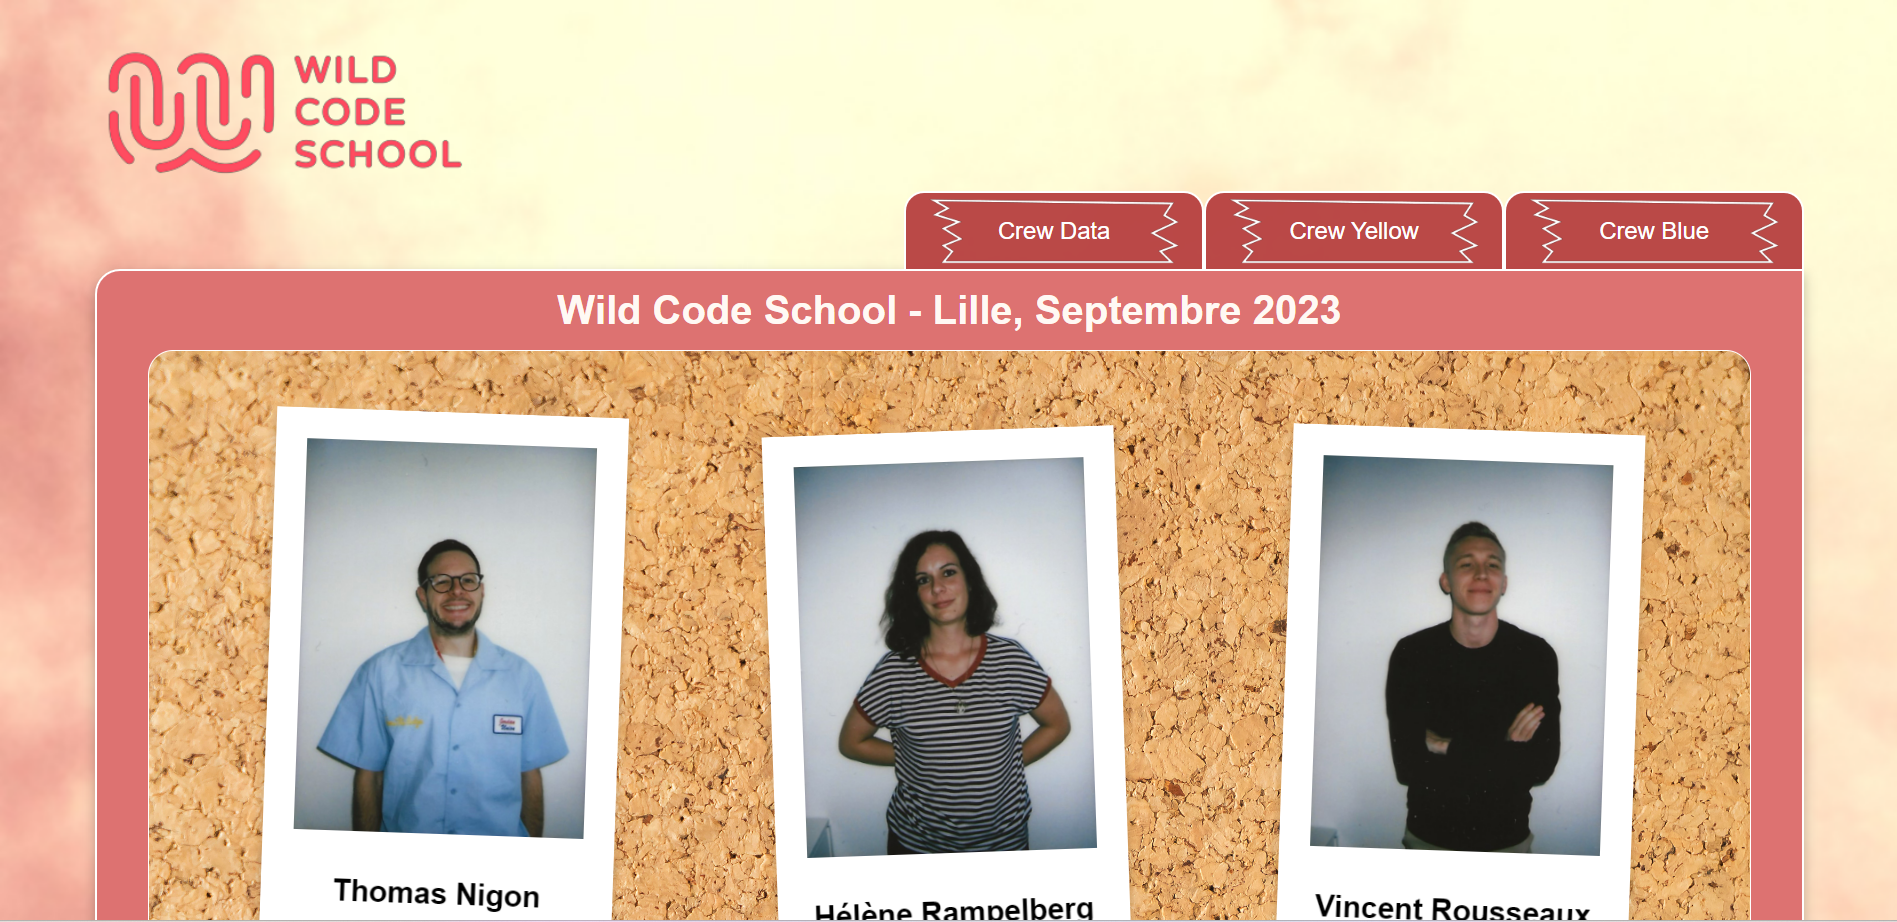 WILD
CODE
SCHOOL
Crew Data
Crew Yellow
Crew Blue
Wild Code School - Lille, Septembre 2023
Thomas Nigon
Hélène Rampelberg
Vincent Rousseaux